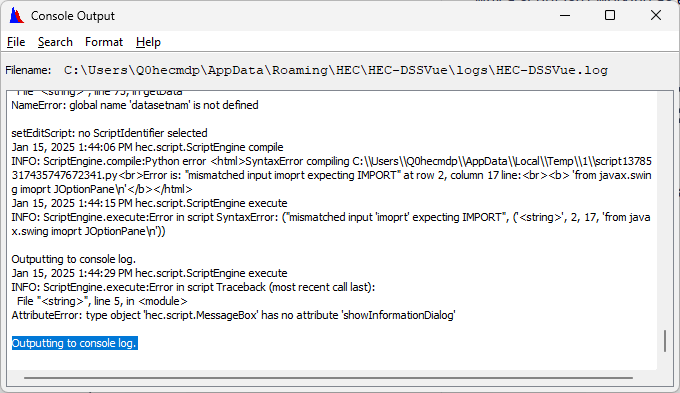 Console Output
File Search Format Help
Filename: C:\Users\Q0hecmdp\AppData\Roaming\HEC\HEC-DSSVue\logs\HEC-DSSVue.log
File "<string>", line 75, in getData
NameError: global name 'datasetnam' is not defined
setEditScript: no ScriptIdentifier selected
Jan 15, 2025 1:44:06 PM hec.script.ScriptEngine compile
INFO: ScriptEngine.compile:Python error <html>SyntaxError compiling C:\\Users\\Q0hecmdp\\AppData\\Local\\Temp\\1\\script13785
317435747672341.py<br>Error is: "mismatched input imoprt expecting IMPORT" at row 2, column 17 line:<br><b> 'from javax.swin
g imoprt JOptionPane\n'</b></html>
Jan 15, 2025 1:44:15 PM hec.script.ScriptEngine execute
INFO: ScriptEngine.execute:Error in script SyntaxError: ("mismatched input 'imoprt' expecting IMPORT", ('<string>', 2, 17, 'from java
x.swing imoprt JOptionPane\n'))
Outputting to console log.
Jan 15, 2025 1:44:29 PM hec.script.ScriptEngine execute
INFO: ScriptEngine.execute:Error in script Traceback (most recent call last):
File "<string>", line 5, in <module>
AttributeError: type object 'hec.script.MessageBox' has no attribute 'showInformationDialog'
Outputting to console log.